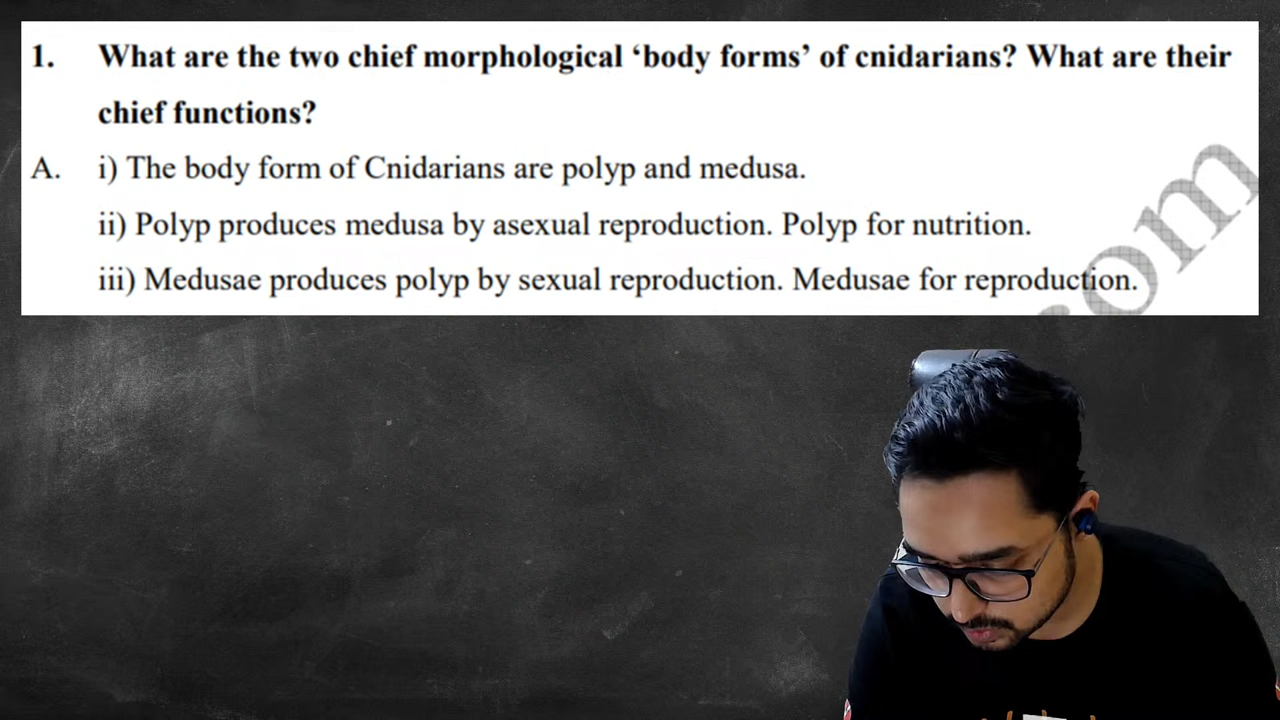 1. What are the two chief morphological ‘body forms’ of cnidarians? What are their
chief functions?
A. i) The body form of Cnidarians are polyp and medusa.
ii) Polyp produces medusa by asexual reproduction. Polyp for nutrition.
iii) Medusae produces polyp by sexual reproduction. Medusae for reproduction.
om